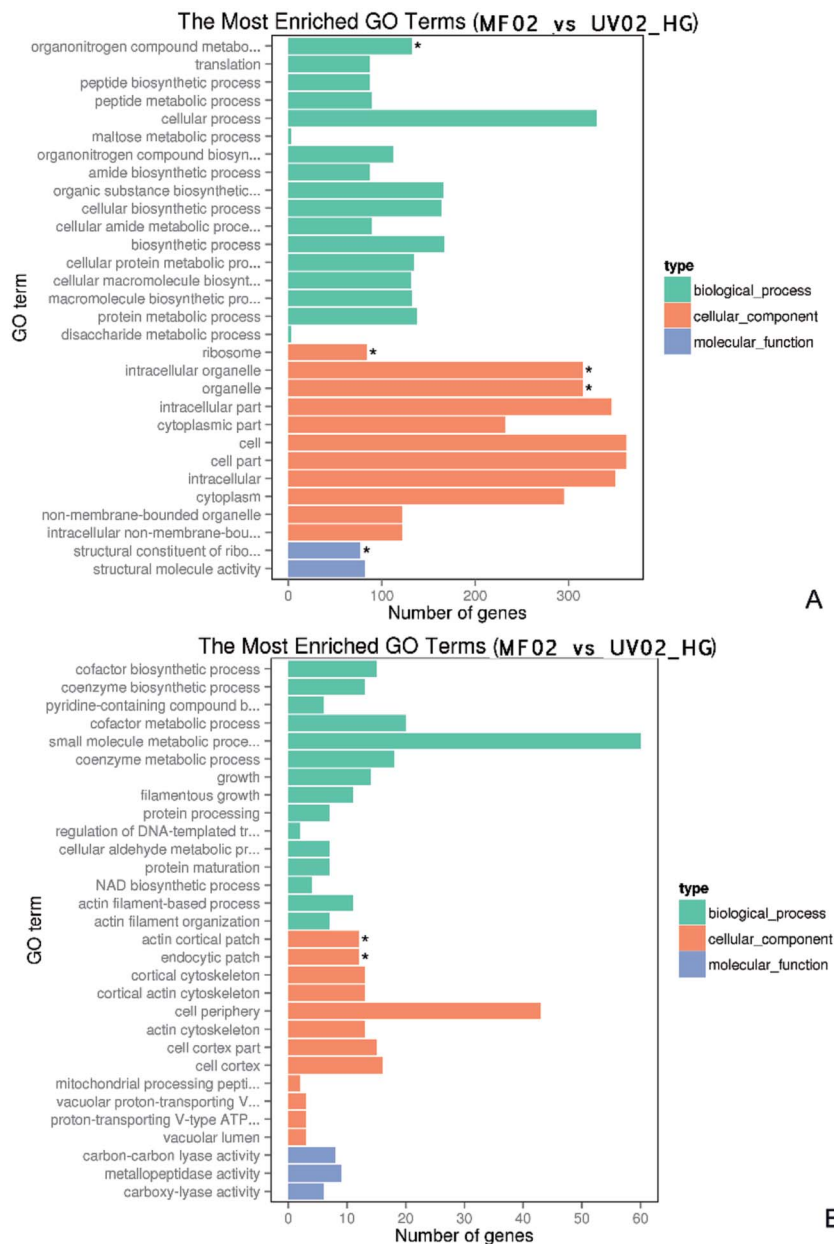 The Most Enriched GO Terms (MF02 vs UV02_HG)
organonitrogen compound metabo... *
translation
peptide biosynthetic process
peptide metabolic process
cellular process
maltose metabolic process
organonitrogen compound biosyn...
amide biosynthetic process
organic substance biosynthetic...
cellular biosynthetic process
cellular amide metabolic proce...
biosynthetic process
cellular protein metabolic pro...
cellular macromolecule biosynt...
macromolecule biosynthetic pro...
protein metabolic process
disaccharide metabolic process
ribosome *
intracellular organelle *
organelle *
intracellular part
cytoplasmic part
cell
cell part
intracellular
cytoplasm
non-membrane-bounded organelle
intracellular non-membrane-bou...
structural constituent of ribo... *
structural molecule activity
GO term
0 100 200 300
Number of genes
type
biological_process
cellular_component
molecular_function
A
The Most Enriched GO Terms (MF02 vs UV02_HG)
cofactor biosynthetic process
coenzyme biosynthetic process
pyridine-containing compound b...
cofactor metabolic process
small molecule metabolic proce...
coenzyme metabolic process
growth
filamentous growth
protein processing
regulation of DNA-templated tr...
cellular aldehyde metabolic pr...
protein maturation
NAD biosynthetic process
actin filament-based process
actin filament organization
actin cortical patch *
endocytic patch *
cortical cytoskeleton
cortical actin cytoskeleton
cell periphery
actin cytoskeleton
cell cortex part
cell cortex
mitochondrial processing pepti...
vacuolar proton-transporting V...
proton-transporting V-type ATP...
vacuolar lumen
carbon-carbon lyase activity
metallopeptidase activity
carboxy-lyase activity
GO term
0 10 20 30 40 50 60
Number of genes
type
biological_process
cellular_component
molecular_function